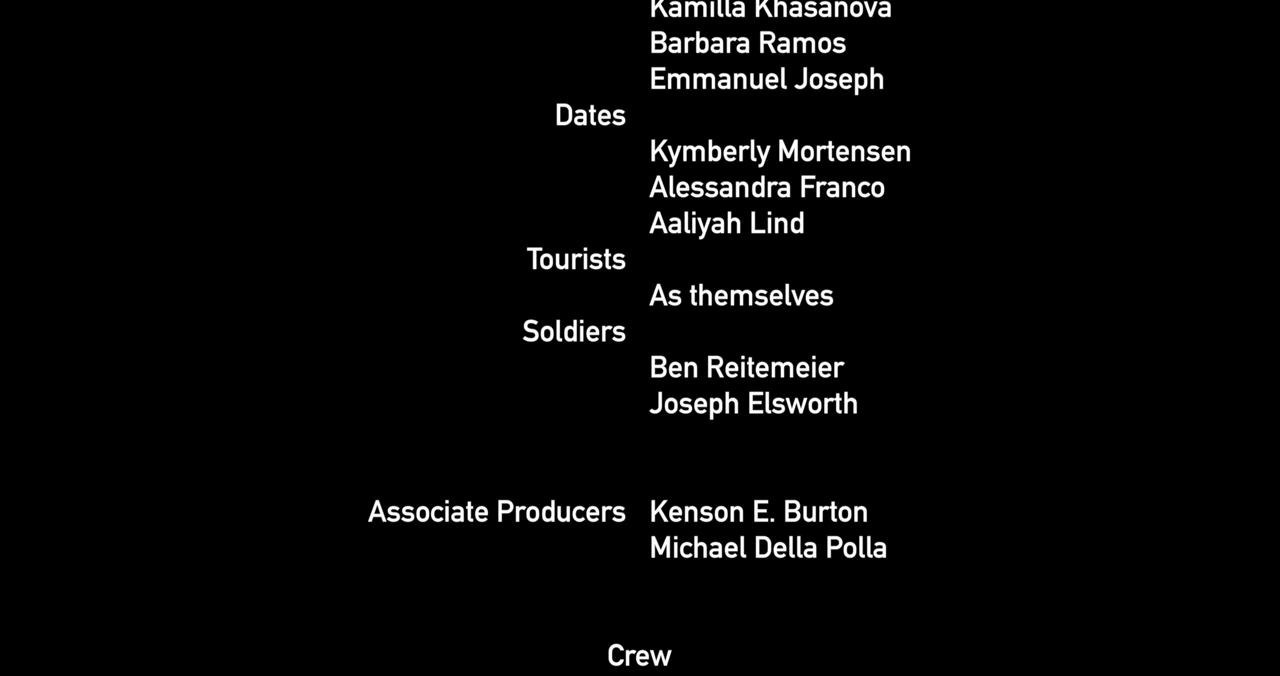 Kamilla Khasanova
Barbara Ramos
Emmanuel Joseph
Dates
Kymberly Mortensen
Alessandra Franco
Aaliyah Lind
Tourists
As themselves
Soldiers
Ben Reitemeier
Joseph Elsworth
Associate Producers Kenson E. Burton
Michael Della Polla
Crew